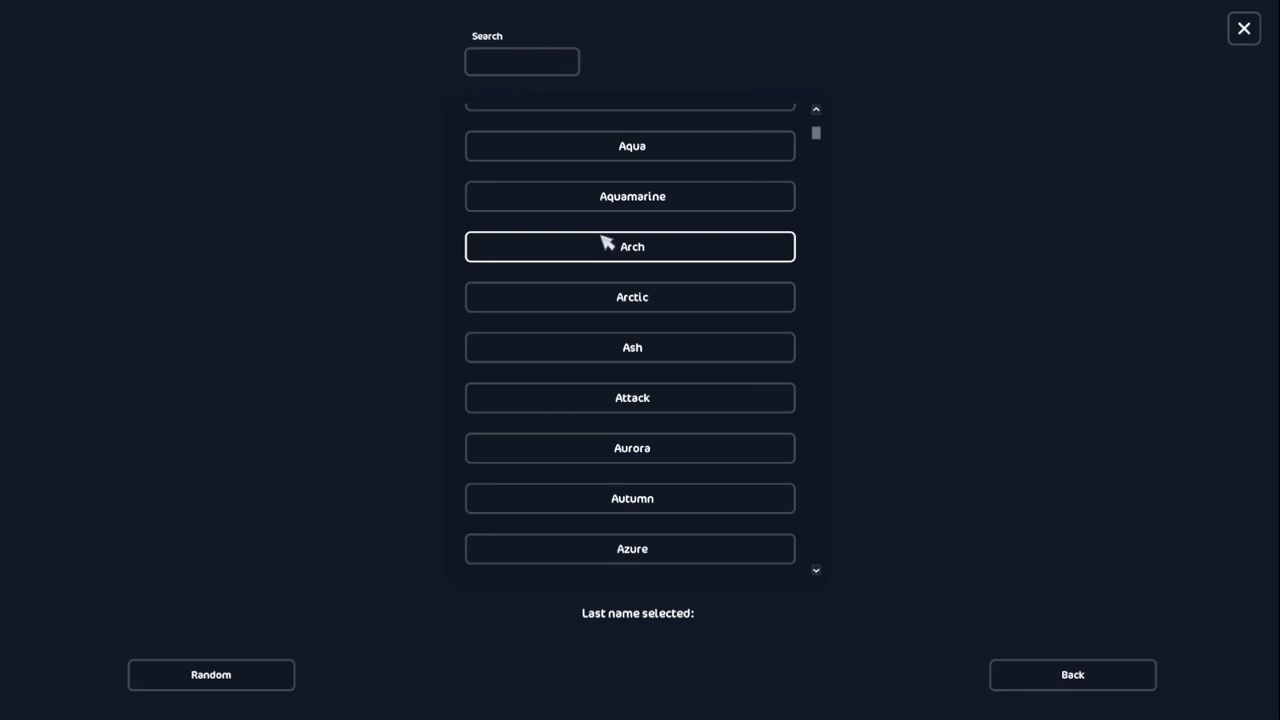 Search
Aqua
Aquamarine
Arch
Arctic
Ash
Attack
Aurora
Autumn
Azure
Last name selected:
Random
Back